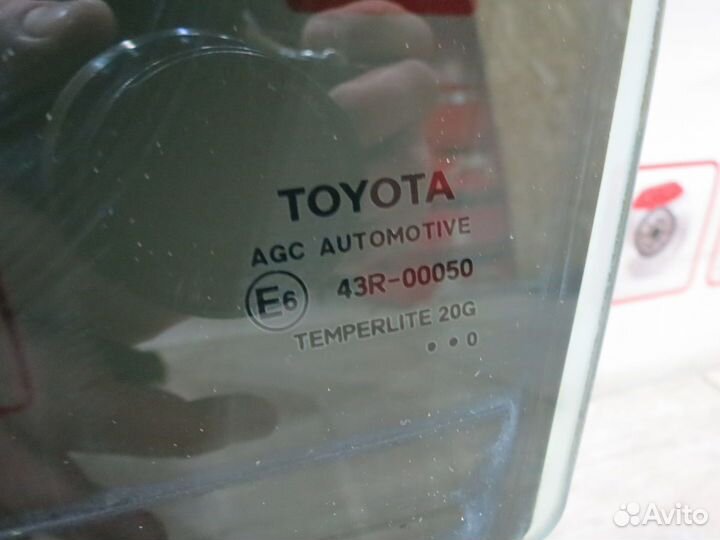 TOYOTA
AGC AUTOMOTIVE
E6 43R-00050
TEMPERLITE 20G
• • 0
Avito